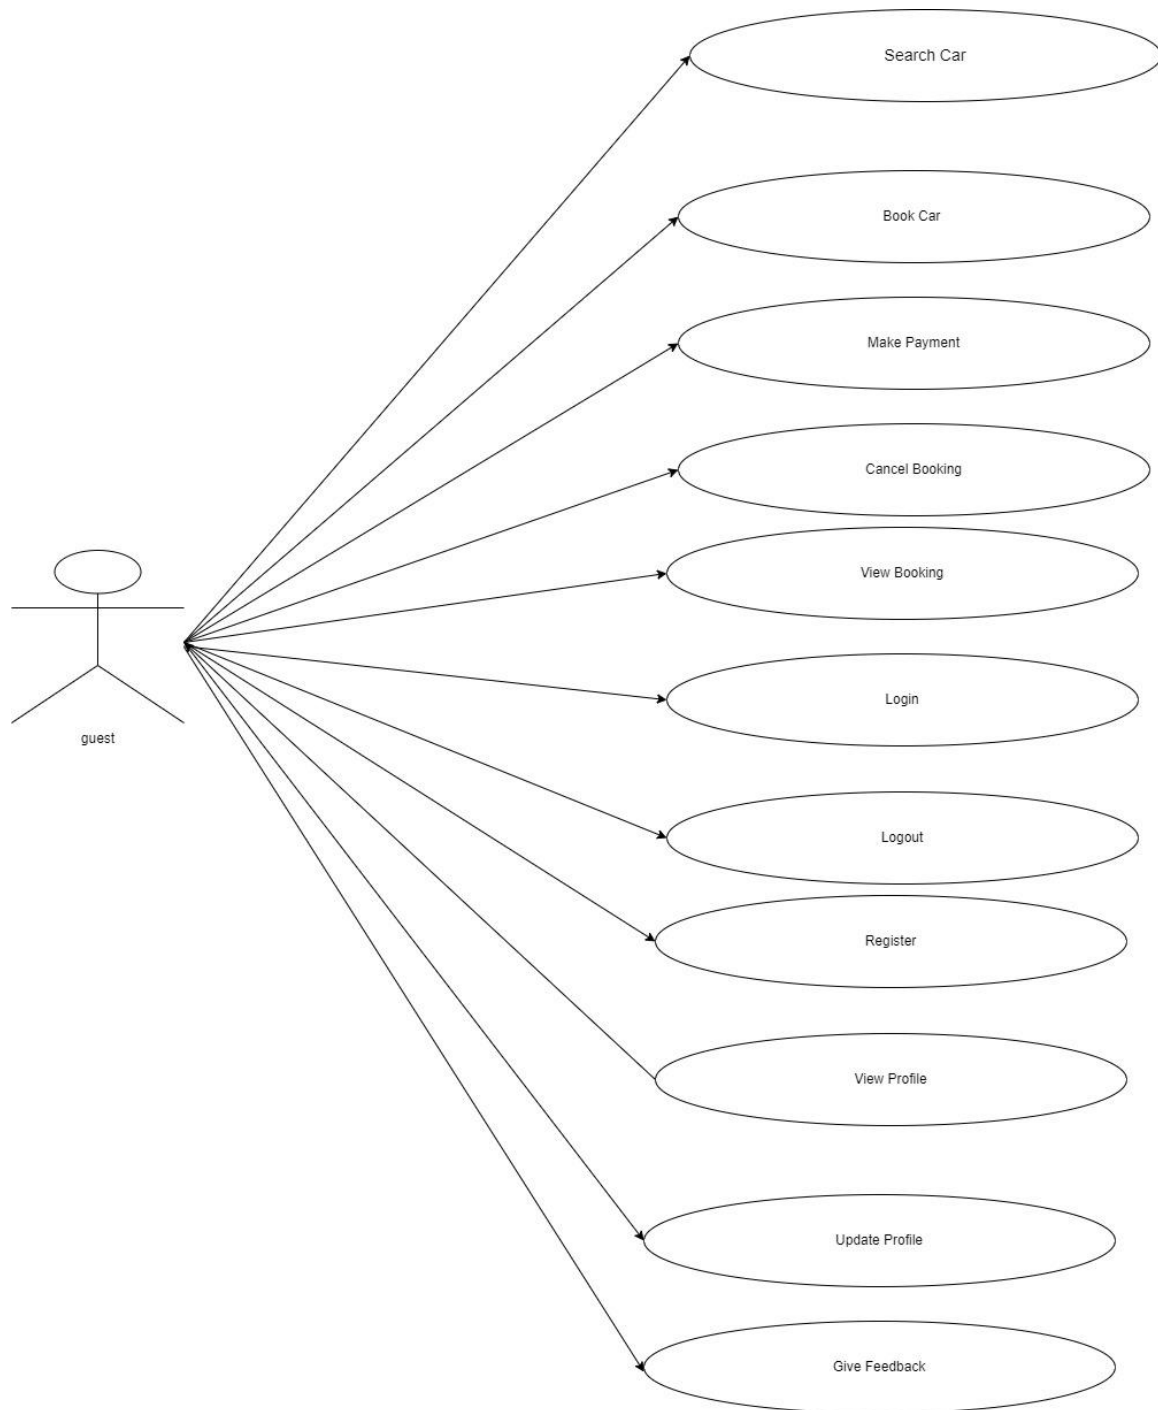 Search Car
Book Car
Make Payment
Cancel Booking
View Booking
Login
guest
Logout
Register
View Profile
Update Profile
Give Feedback